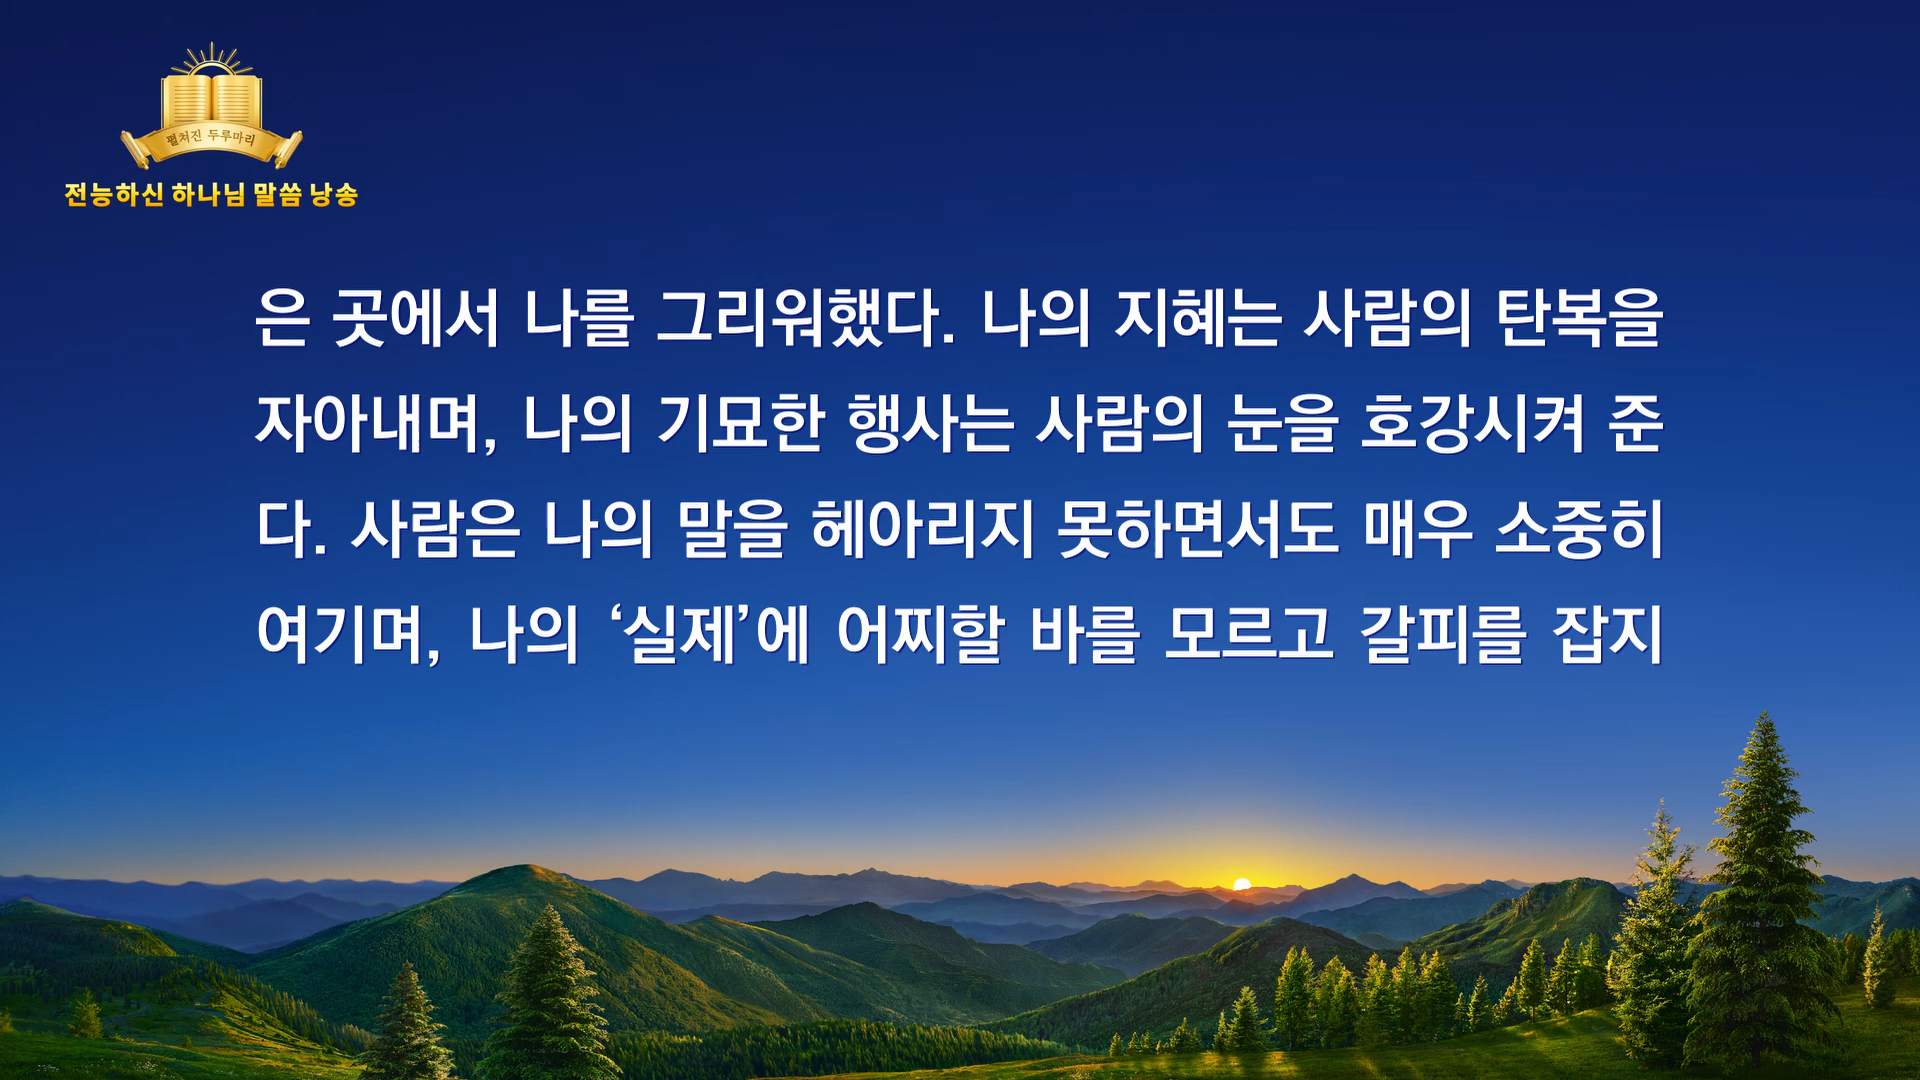 펼쳐진 두루마리
전능하신 하나님 말씀 낭송
은 곳에서 나를 그리워했다. 나의 지혜는 사람의 탄복을
자아내며, 나의 기묘한 행사는 사람의 눈을 호강시켜 준
다. 사람은 나의 말을 헤아리지 못하면서도 매우 소중히
여기며, 나의 ‘실제’에 어찌할 바를 모르고 갈피를 잡지